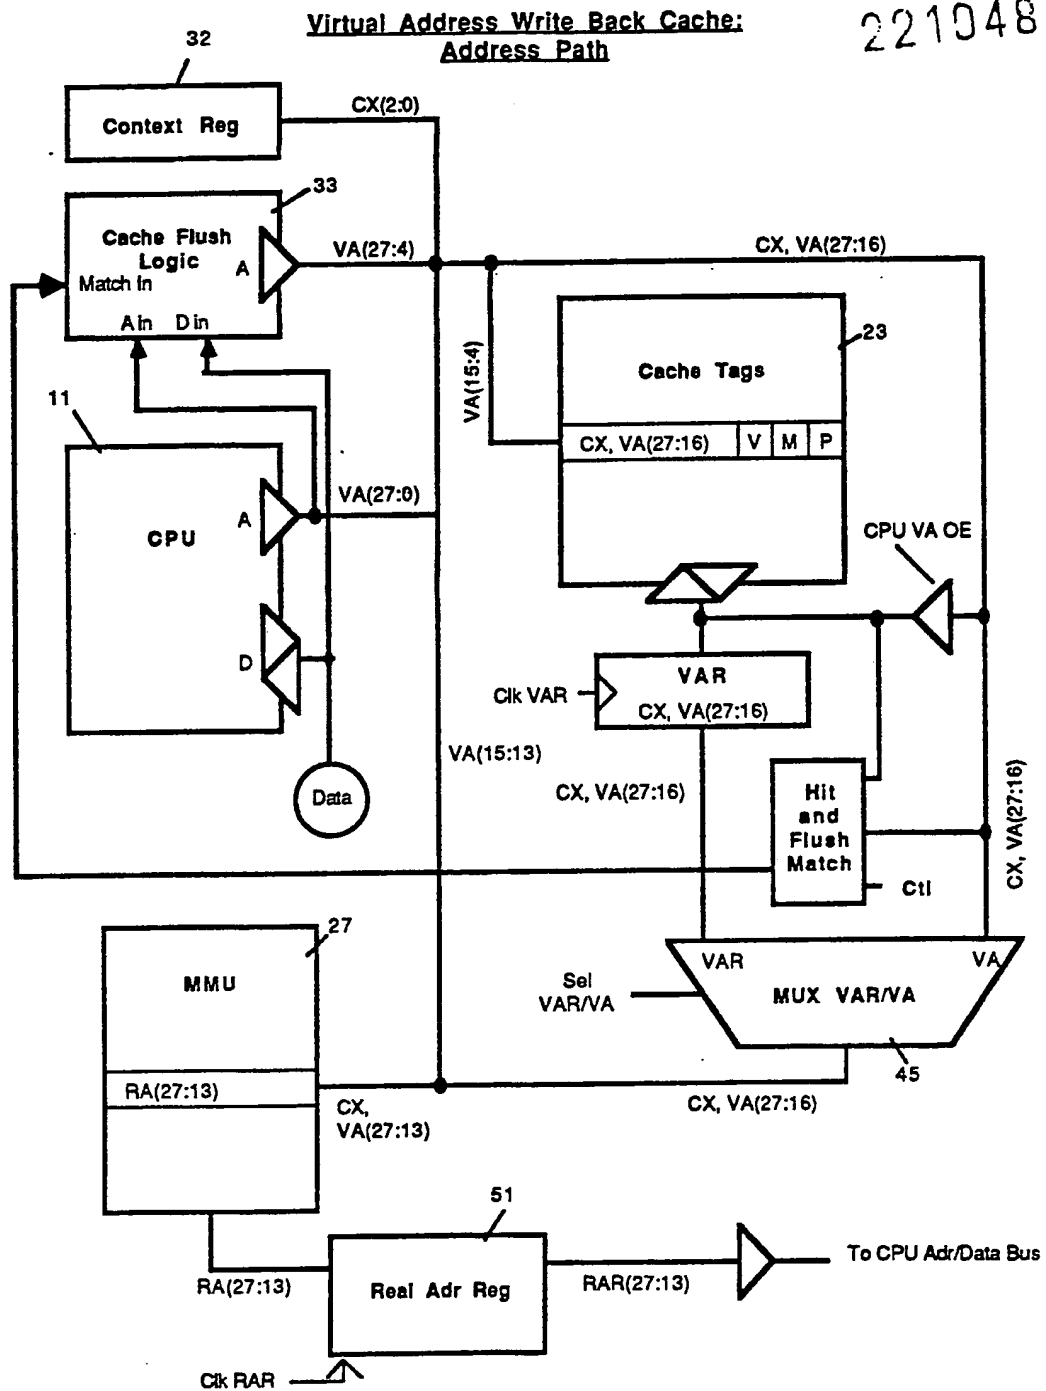 Virtual Address Write Back Cache:
Address Path
221048
32
Context Reg
CX(2:0)
33
Cache Flush
Logic
A
Match In
A in D in
VA(27:4)
CX, VA(27:16)
23
Cache Tags
VA(15:4)
CX, VA(27:16) V M P
11
CPU
A
VA(27:0)
D
Data
CPU VA OE
VAR
CX, VA(27:16)
Clk VAR
VA(15:13)
CX, VA(27:16)
Hit
and
Flush
Match
Ctl
CX, VA(27:16)
27
MMU
RA(27:13)
CX,
VA(27:13)
Sel
VAR/VA
VAR VA
MUX VAR/VA
45
CX, VA(27:16)
51
RA(27:13)
Real Adr Reg
RAR(27:13)
To CPU Adr/Data Bus
Clk RAR